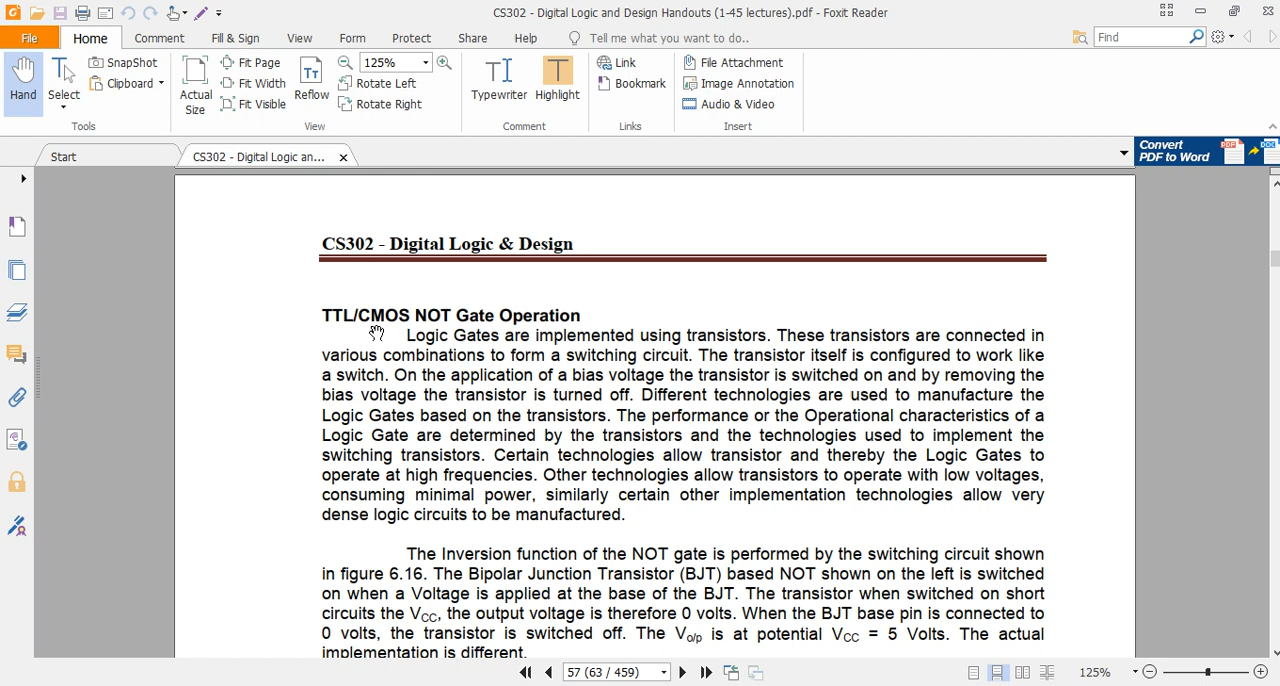 CS302 - Digital Logic and Design Handouts (1-45 lectures).pdf - Foxit Reader
File Home Comment Fill & Sign View Form Protect Share Help Tell me what you want to do.. Find
Hand
Select
SnapShot
Clipboard
Tools
Actual
Size
Fit Page
Fit Width
Fit Visible
Reflow
125%
Rotate Left
Rotate Right
View
Typewriter
Highlight
Comment
Link
Bookmark
Links
File Attachment
Image Annotation
Audio & Video
Insert
Start
CS302 - Digital Logic an...
Convert
PDF to Word
PDF
DOC
CS302 - Digital Logic & Design
TTL/CMOS NOT Gate Operation
Logic Gates are implemented using transistors. These transistors are connected in
various combinations to form a switching circuit. The transistor itself is configured to work like
a switch. On the application of a bias voltage the transistor is switched on and by removing the
bias voltage the transistor is turned off. Different technologies are used to manufacture the
Logic Gates based on the transistors. The performance or the Operational characteristics of a
Logic Gate are determined by the transistors and the technologies used to implement the
switching transistors. Certain technologies allow transistor and thereby the Logic Gates to
operate at high frequencies. Other technologies allow transistors to operate with low voltages,
consuming minimal power, similarly certain other implementation technologies allow very
dense logic circuits to be manufactured.
The Inversion function of the NOT gate is performed by the switching circuit shown
in figure 6.16. The Bipolar Junction Transistor (BJT) based NOT shown on the left is switched
on when a Voltage is applied at the base of the BJT. The transistor when switched on short
circuits the VCC, the output voltage is therefore 0 volts. When the BJT base pin is connected to
0 volts, the transistor is switched off. The Vo/p is at potential VCC = 5 Volts. The actual
implementation is different.
57 (63 / 459)
125%